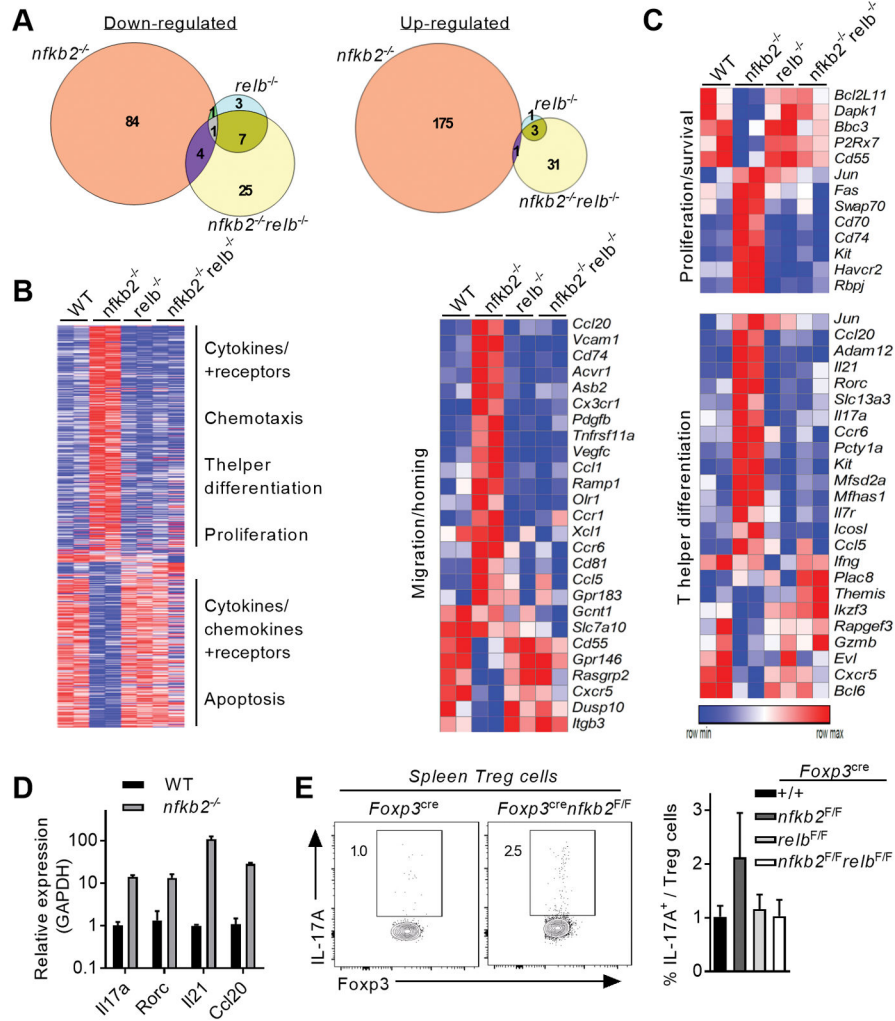 A
Down-regulated
Up-regulated
nfkb2-/-
relb-/-
84
1
3
1
7
4
25
nfkb2-/-relb-/-
nfkb2-/-
relb-/-
175
1
3
1
31
nfkb2-/-relb-/-
B
WT
nfkb2-/-
relb-/-
nfkb2-/- relb-/-
Cytokines/
+receptors
Chemotaxis
Thelper
differentiation
Proliferation
Cytokines/
chemokines
+receptors
Apoptosis
WT
nfkb2-/-
relb-/-
nfkb2-/- relb-/-
Migration/homing
Ccl20
Vcam1
Cd74
Acvr1
Asb2
Cx3cr1
Pdgfb
Tnfrsf11a
Vegfc
Ccl1
Ramp1
Olr1
Ccr1
Xcl1
Ccr6
Cd81
Ccl5
Gpr183
Gcnt1
Slc7a10
Cd55
Gpr146
Rasgrp2
Cxcr5
Dusp10
Itgb3
C
WT
nfkb2-/-
relb-/-
nfkb2-/- relb-/-
Proliferation/survival
Bcl2L11
Dapk1
Bbc3
P2Rx7
Cd55
Jun
Fas
Swap70
Cd70
Cd74
Kit
Havcr2
Rbpj
T helper differentiation
Jun
Ccl20
Adam12
Il21
Rorc
Slc13a3
Il17a
Ccr6
Pcty1a
Kit
Mfsd2a
Mfhas1
Il7r
Icosl
Ccl5
Ifng
Plac8
Themis
Ikzf3
Rapgef3
Gzmb
Evl
Cxcr5
Bcl6
row min
row max
D
WT
nfkb2-/-
Relative expression
(GAPDH)
100
10
1
0.1
Il17a
Rorc
Il21
Ccl20
E
Spleen Treg cells
Foxp3cre
Foxp3cre nfkb2F/F
1.0
2.5
IL-17A
Foxp3
Foxp3cre
+/+
nfkb2F/F
relbF/F
nfkb2F/F relbF/F
% IL-17A+ / Treg cells
3
2
1
0